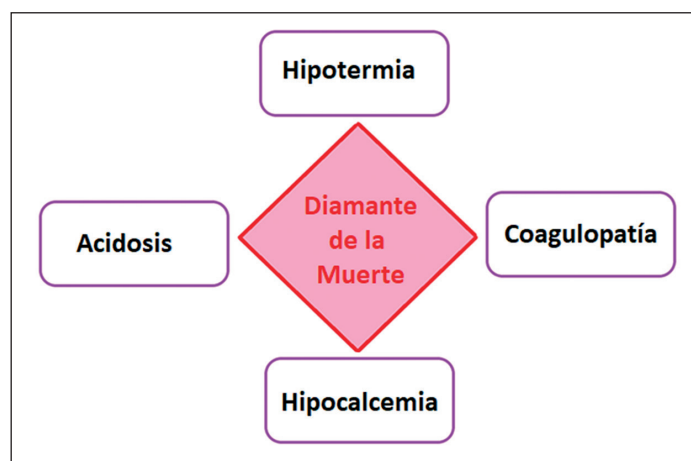 Hipotermia
Acidosis
Diamante
de la
Muerte
Coagulopatía
Hipocalcemia